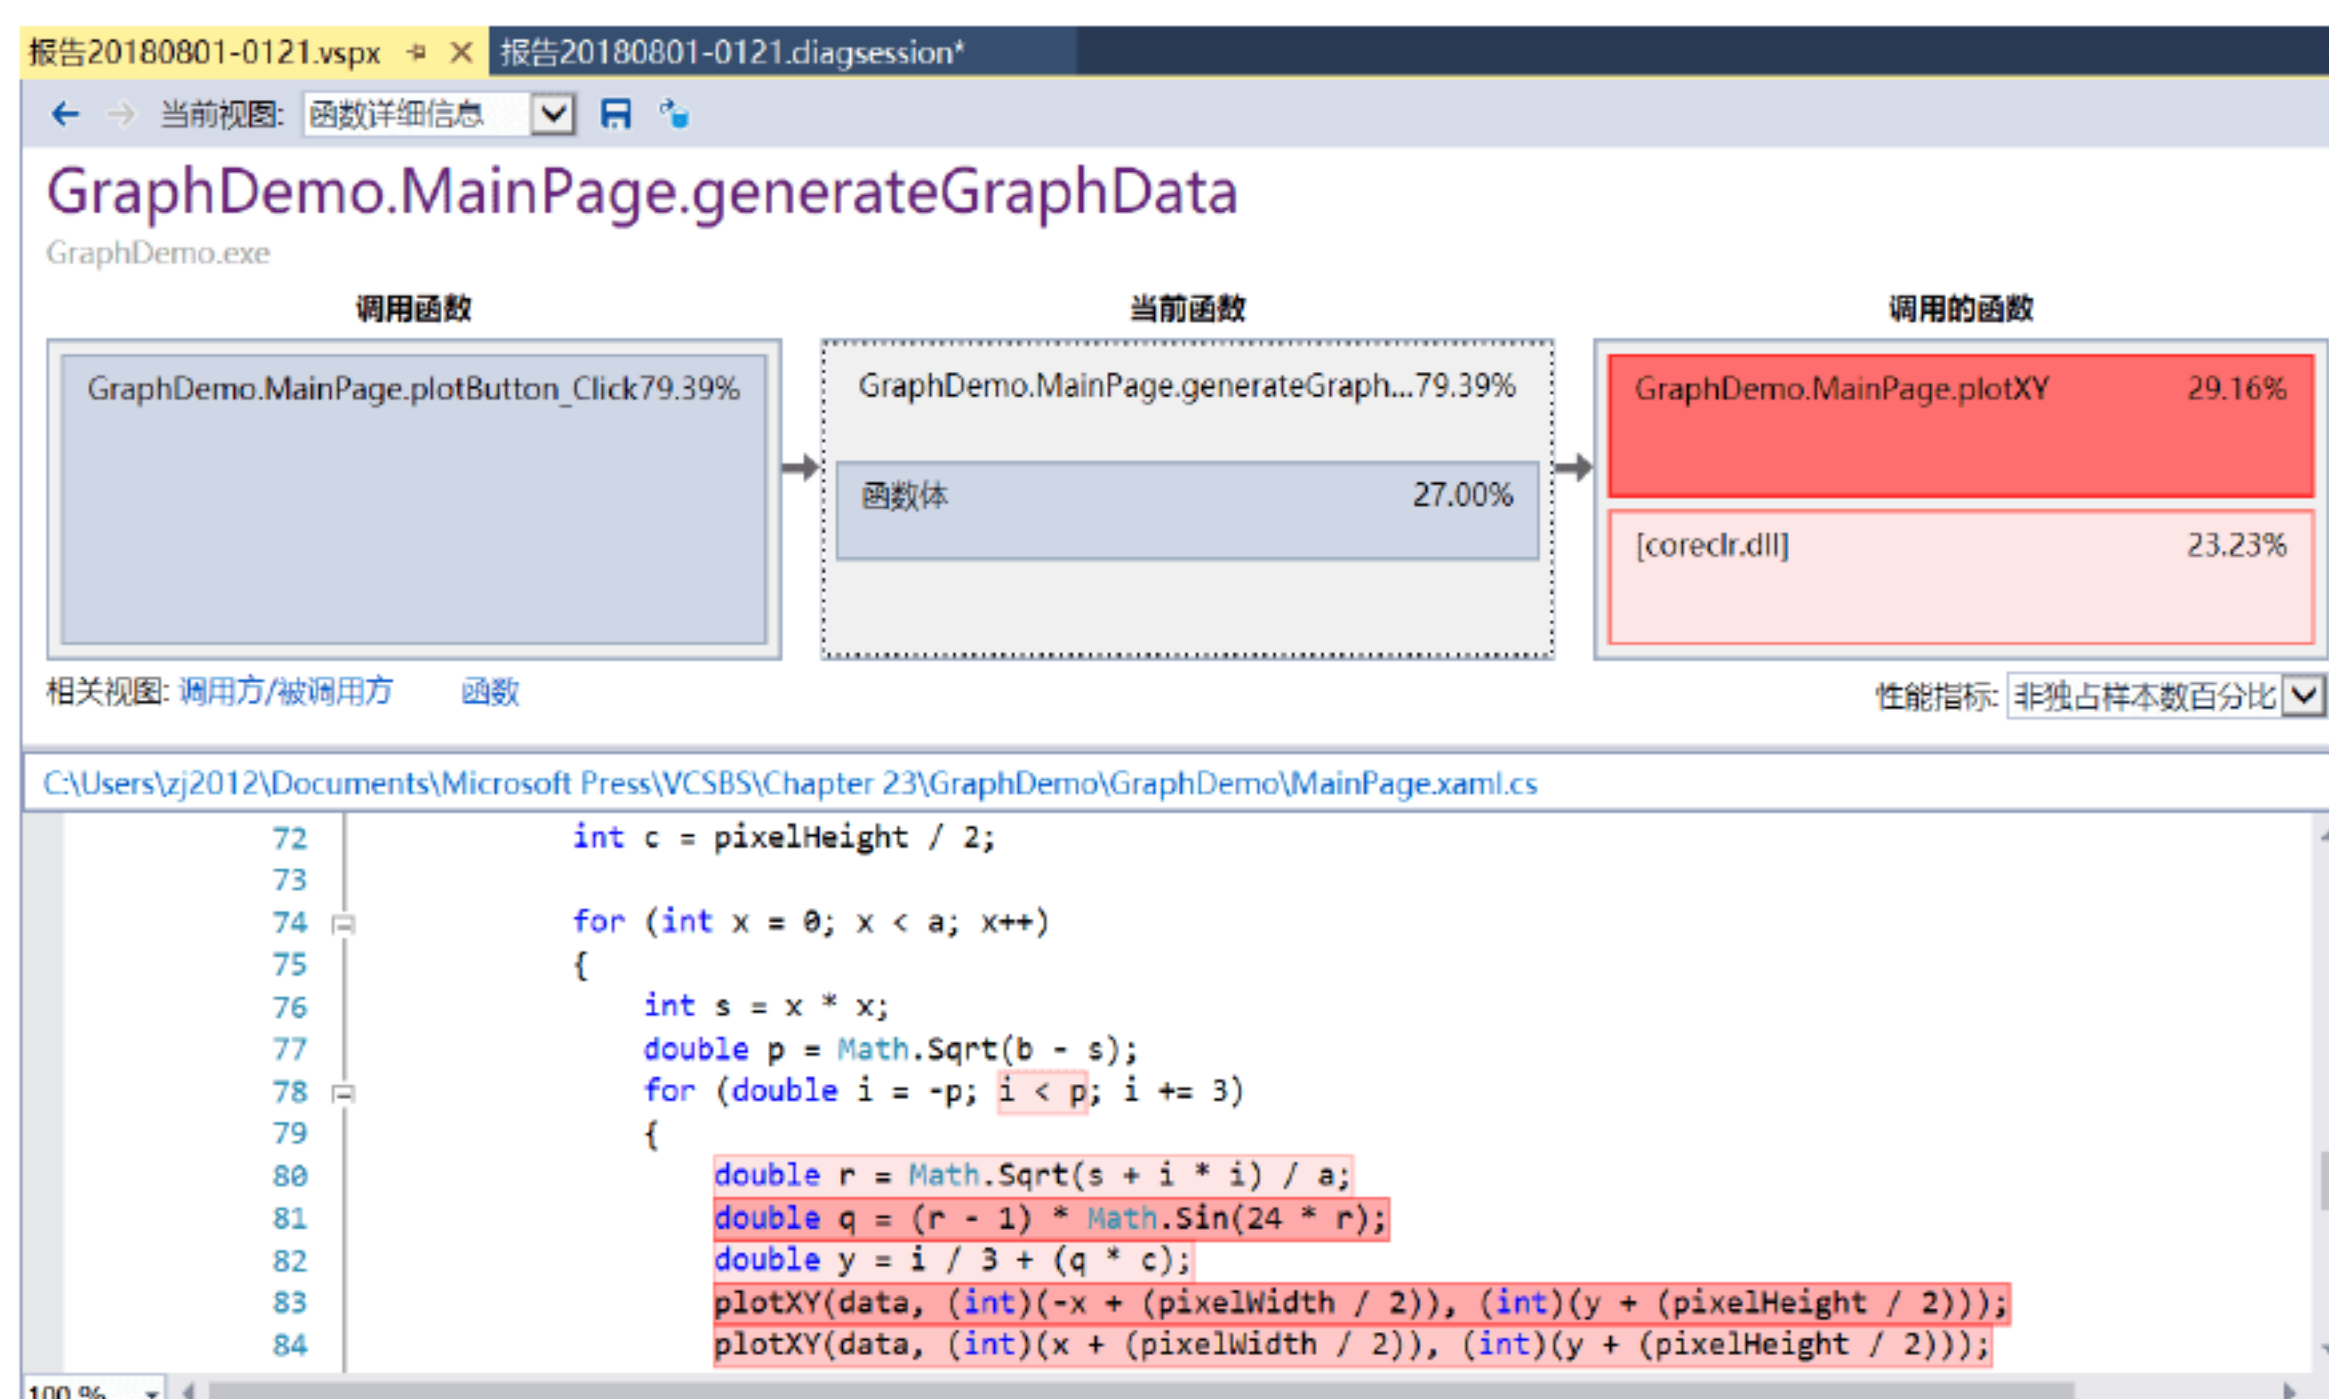 报告20180801-0121.vspx 报告20180801-0121.diagsession*
当前视图: 函数详细信息
GraphDemo.MainPage.generateGraphData
GraphDemo.exe
调用函数 当前函数 调用的函数
GraphDemo.MainPage.plotButton_Click79.39% GraphDemo.MainPage.generateGraph...79.39% GraphDemo.MainPage.plotXY 29.16%
函数体 27.00%
[coreclr.dll] 23.23%
相关视图: 调用方/被调用方 函数 性能指标: 非独占样本数百分比
C:\Users\zj2012\Documents\Microsoft Press\VCSBS\Chapter 23\GraphDemo\GraphDemo\MainPage.xaml.cs
72 int c = pixelHeight / 2;
73
74 for (int x = 0; x < a; x++)
75 {
76 int s = x * x;
77 double p = Math.Sqrt(b - s);
78 for (double i = -p; i < p; i += 3)
79 {
80 double r = Math.Sqrt(s + i * i) / a;
81 double q = (r - 1) * Math.Sin(24 * r);
82 double y = i / 3 + (q * c);
83 plotXY(data, (int)(-x + (pixelWidth / 2)), (int)(y + (pixelHeight / 2)));
84 plotXY(data, (int)(x + (pixelWidth / 2)), (int)(y + (pixelHeight / 2)));
100 %